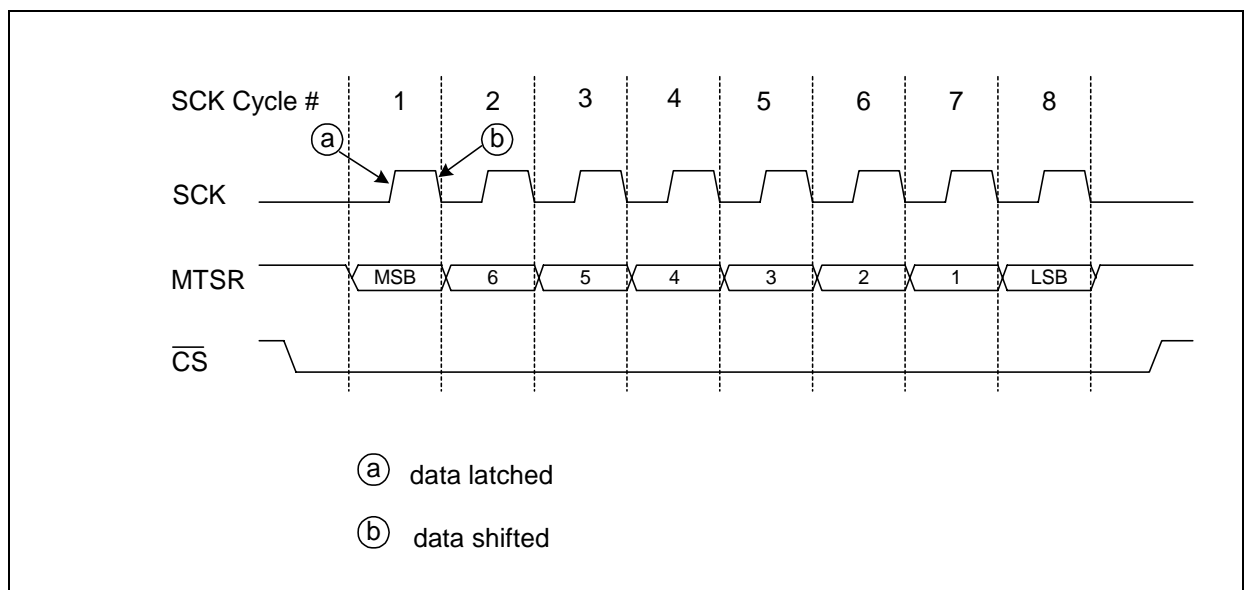 SCK Cycle # 1 2 3 4 5 6 7 8
a b
SCK
MTSR MSB 6 5 4 3 2 1 LSB
CS
a data latched
b data shifted